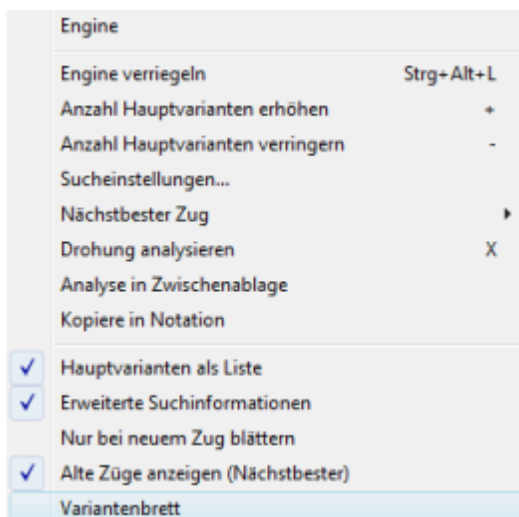 Engine
Engine verriegeln Strg+Alt+L
Anzahl Hauptvarianten erhöhen +
Anzahl Hauptvarianten verringern -
Sucheinstellungen...
Nächstbester Zug
Drohung analysieren X
Analyse in Zwischenablage
Kopiere in Notation
Hauptvarianten als Liste
Erweiterte Suchinformationen
Nur bei neuem Zug blättern
Alte Züge anzeigen (Nächstbester)
Variantenbrett